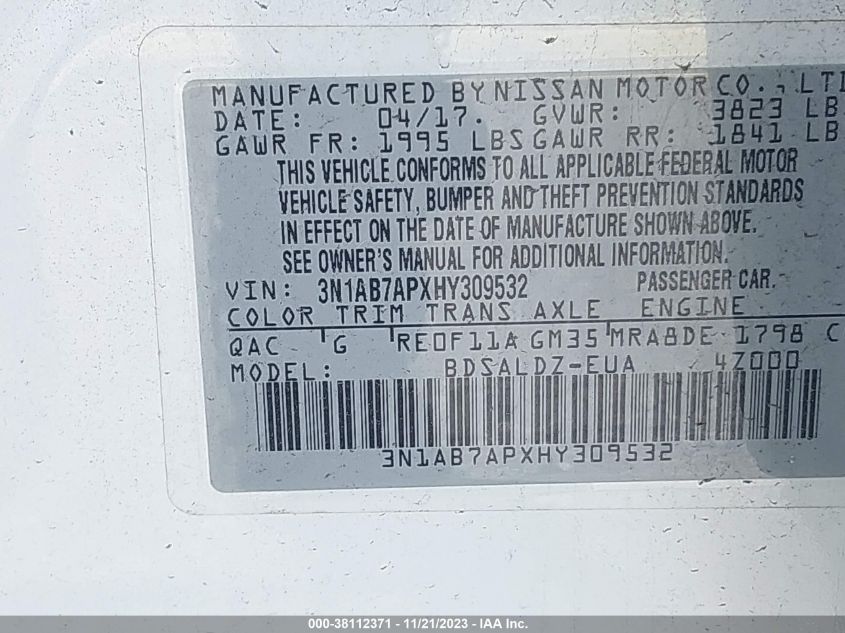 MANUFACTURED BY NISSAN MOTOR CO., LTD
DATE: 04/17. GVWR: 3823 LB
GAWR FR: 1995 LBS GAWR RR: 1841 LB
THIS VEHICLE CONFORMS TO ALL APPLICABLE FEDERAL MOTOR
VEHICLE SAFETY, BUMPER AND THEFT PREVENTION STANDARDS
IN EFFECT ON THE DATE OF MANUFACTURE SHOWN ABOVE.
SEE OWNER'S MANUAL FOR ADDITIONAL INFORMATION.
VIN: 3N1AB7APXHY309532 PASSENGER CAR.
COLOR TRIM TRANS AXLE ENGINE
QAC G RE0F11A GM35 MRA8DE 1798 C
MODEL: BDSALDZ-EUA 4Z000
3N1AB7APXHY309532
000-38112371 - 11/21/2023 - IAA Inc.